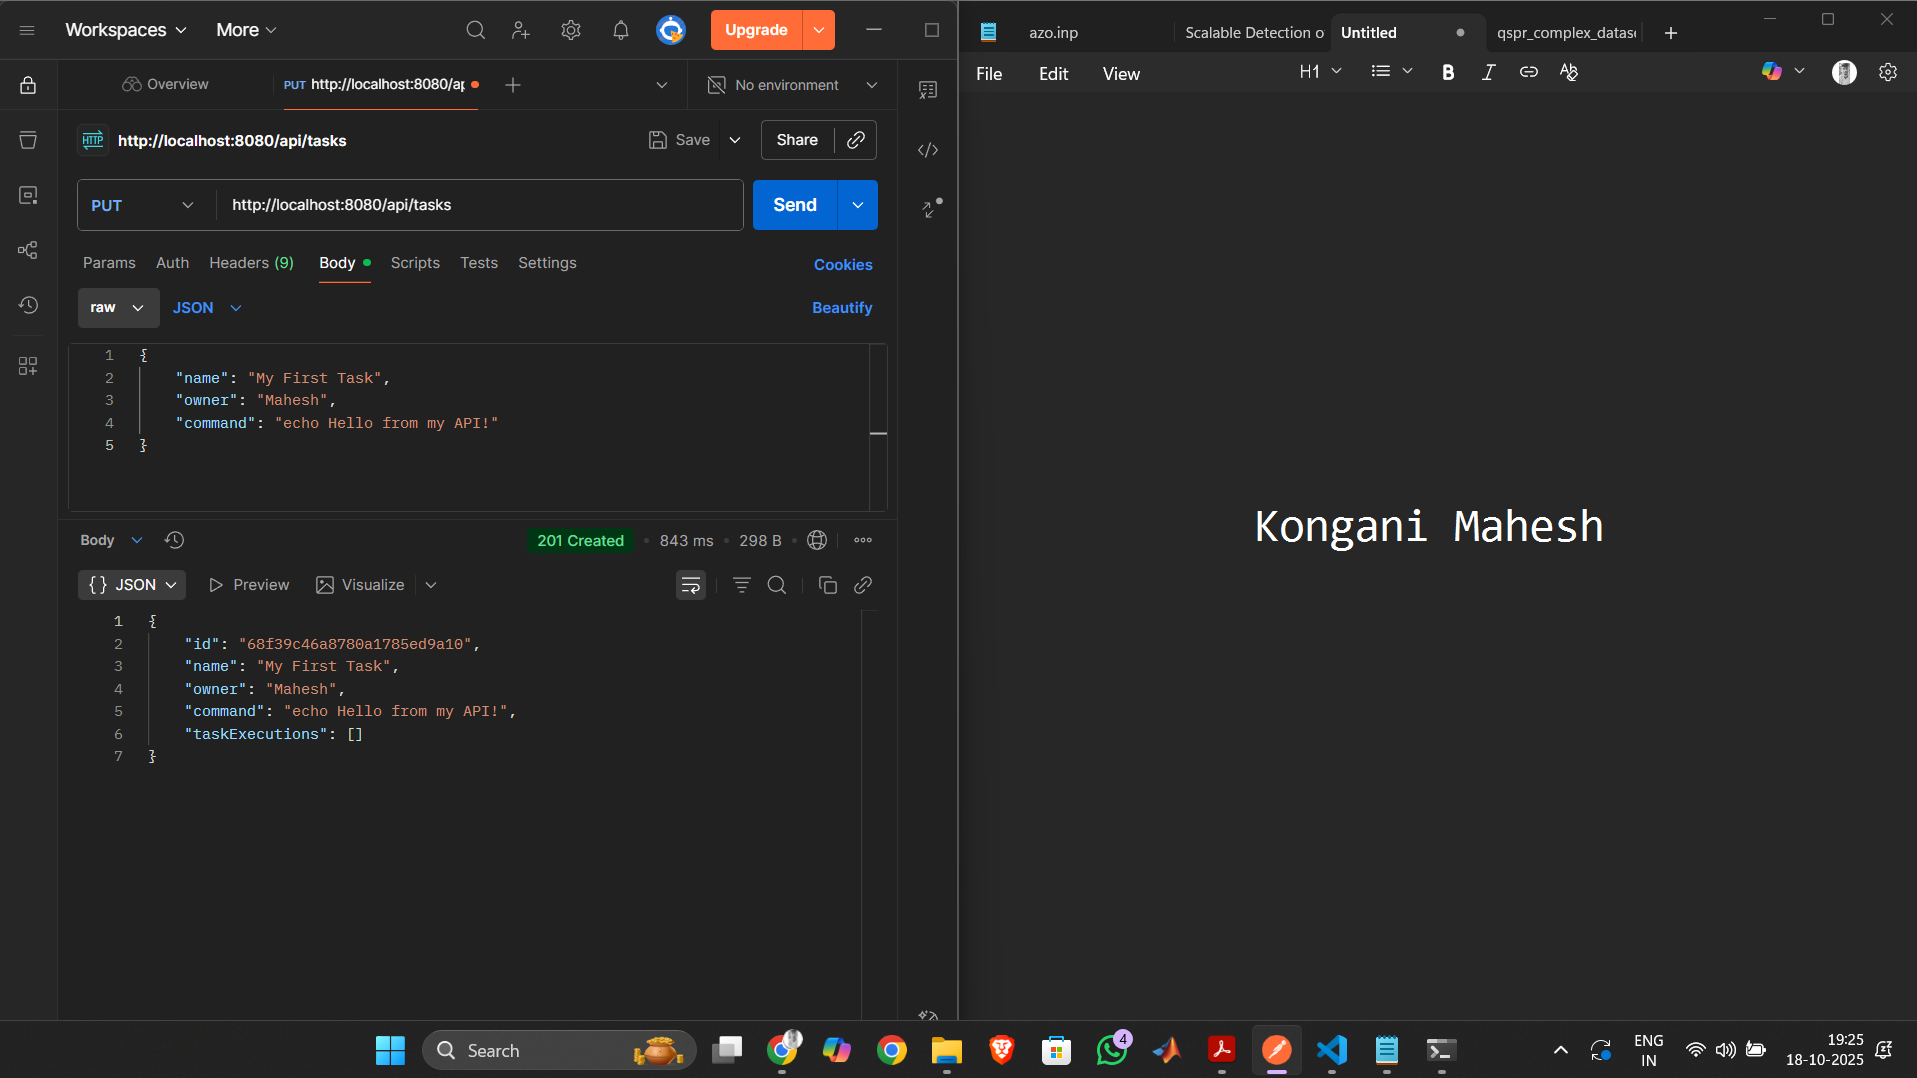 Workspaces
More
Upgrade
Overview
PUT http://localhost:8080/ap
No environment
HTTP http://localhost:8080/api/tasks
Save
Share
PUT
http://localhost:8080/api/tasks
Send
Params
Auth
Headers (9)
Body
Scripts
Tests
Settings
Cookies
raw
JSON
Beautify
1 {
2 "name": "My First Task",
3 "owner": "Mahesh",
4 "command": "echo Hello from my API!"
5 }
Body
201 Created
843 ms
298 B
{} JSON
Preview
Visualize
1 {
2 "id": "68f39c46a8780a1785ed9a10",
3 "name": "My First Task",
4 "owner": "Mahesh",
5 "command": "echo Hello from my API!",
6 "taskExecutions": []
7 }
azo.inp
Scalable Detection o
Untitled
qspr_complex_datas
File
Edit
View
H1
B
I
Kongani Mahesh
Search
4
ENG
IN
19:25
18-10-2025